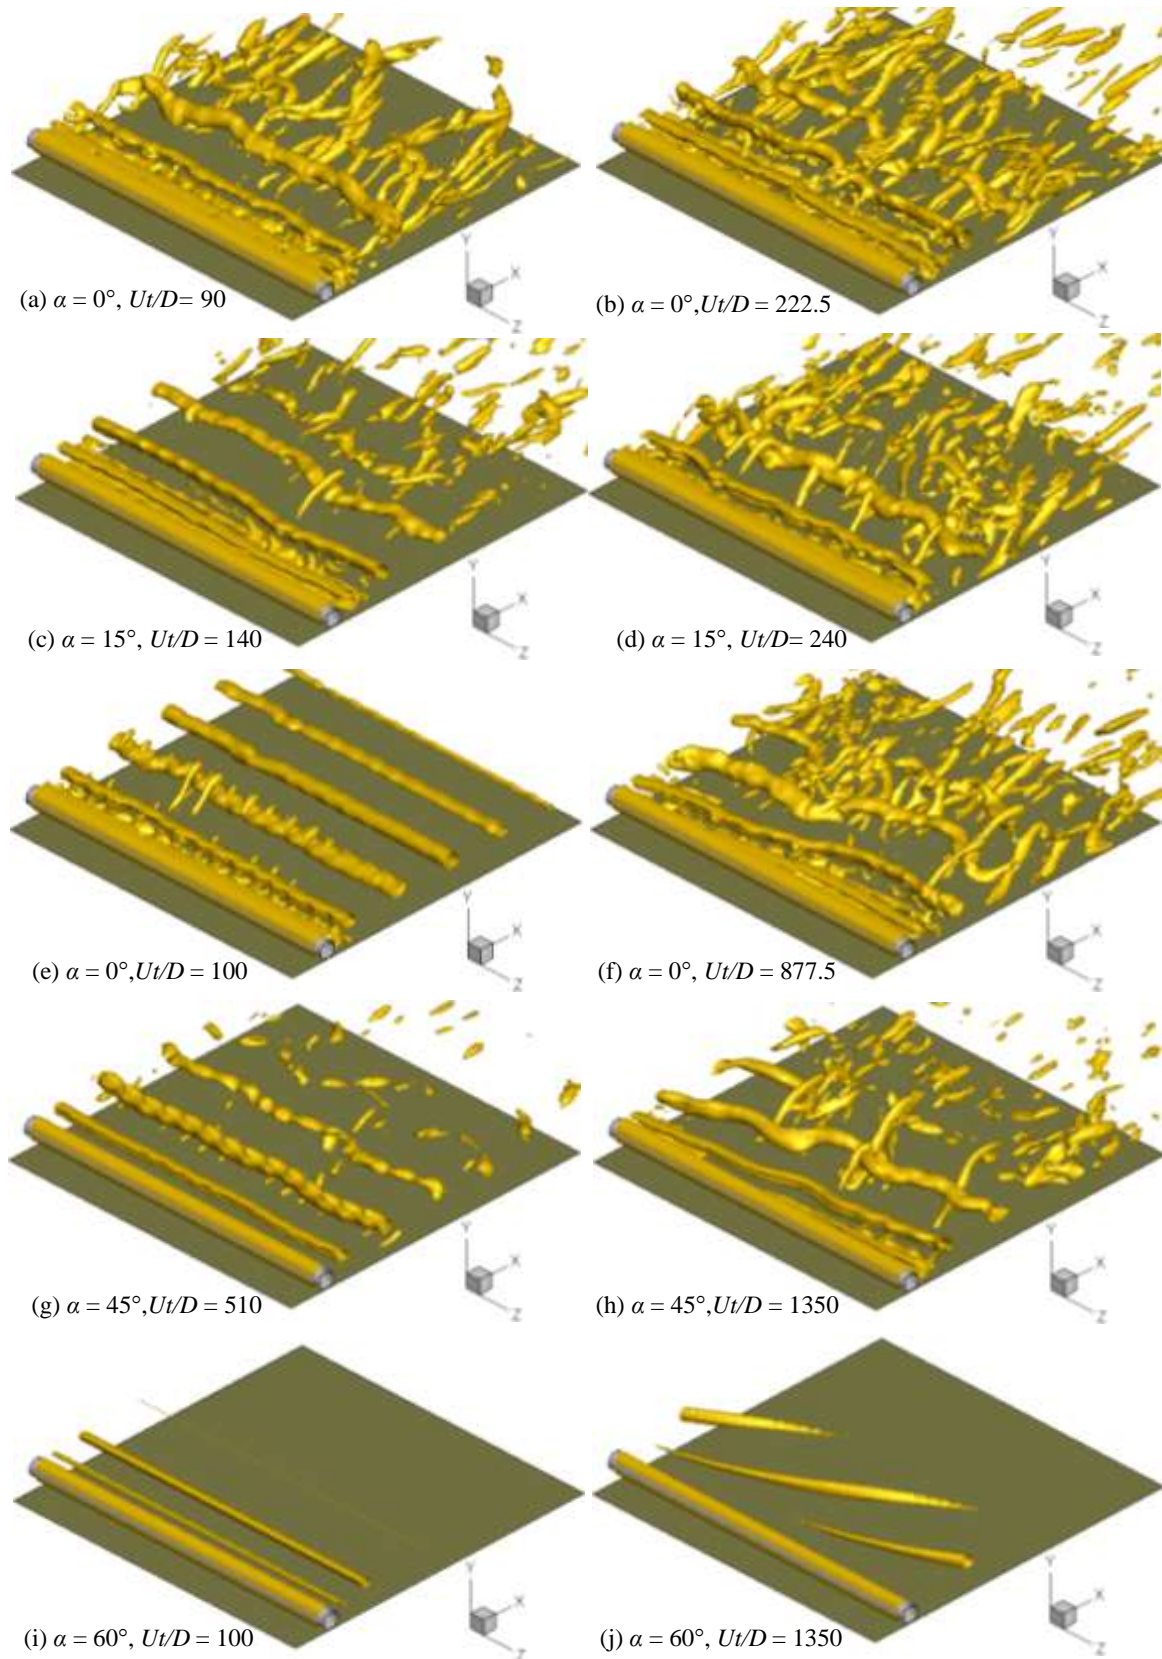 Y
X
Z
(a) α = 0°, Ut/D= 90
Y
X
Z
(b) α = 0°,Ut/D = 222.5
Y
X
Z
(c) α = 15°, Ut/D = 140
Y
X
Z
(d) α = 15°, Ut/D= 240
Y
X
Z
(e) α = 0°,Ut/D = 100
Y
X
Z
(f) α = 0°, Ut/D = 877.5
Y
X
Z
(g) α = 45°,Ut/D = 510
Y
X
Z
(h) α = 45°,Ut/D = 1350
Y
X
Z
(i) α = 60°, Ut/D = 100
Y
X
Z
(j) α = 60°, Ut/D = 1350